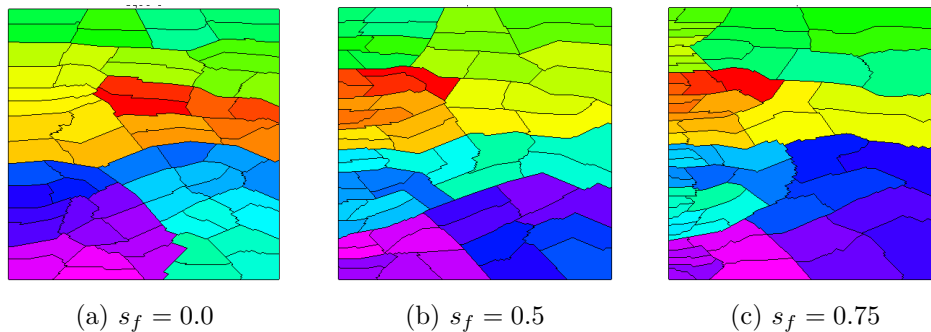 (a) s_f = 0.0
(b) s_f = 0.5
(c) s_f = 0.75